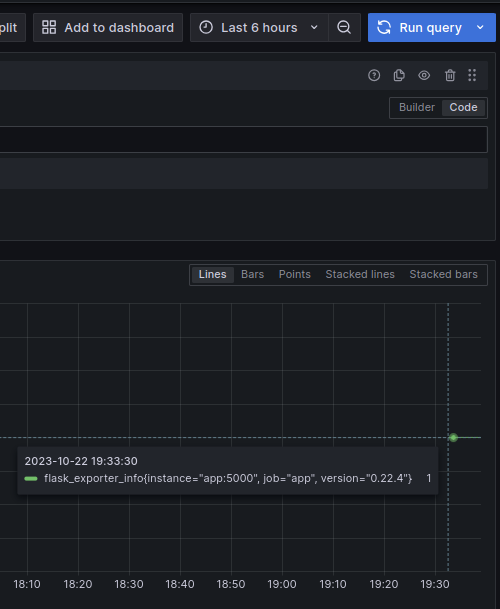 plit Add to dashboard Last 6 hours Run query
Builder Code
Lines Bars Points Stacked lines Stacked bars
2023-10-22 19:33:30
flask_exporter_info{instance="app:5000", job="app", version="0.22.4"} 1
18:10 18:20 18:30 18:40 18:50 19:00 19:10 19:20 19:30